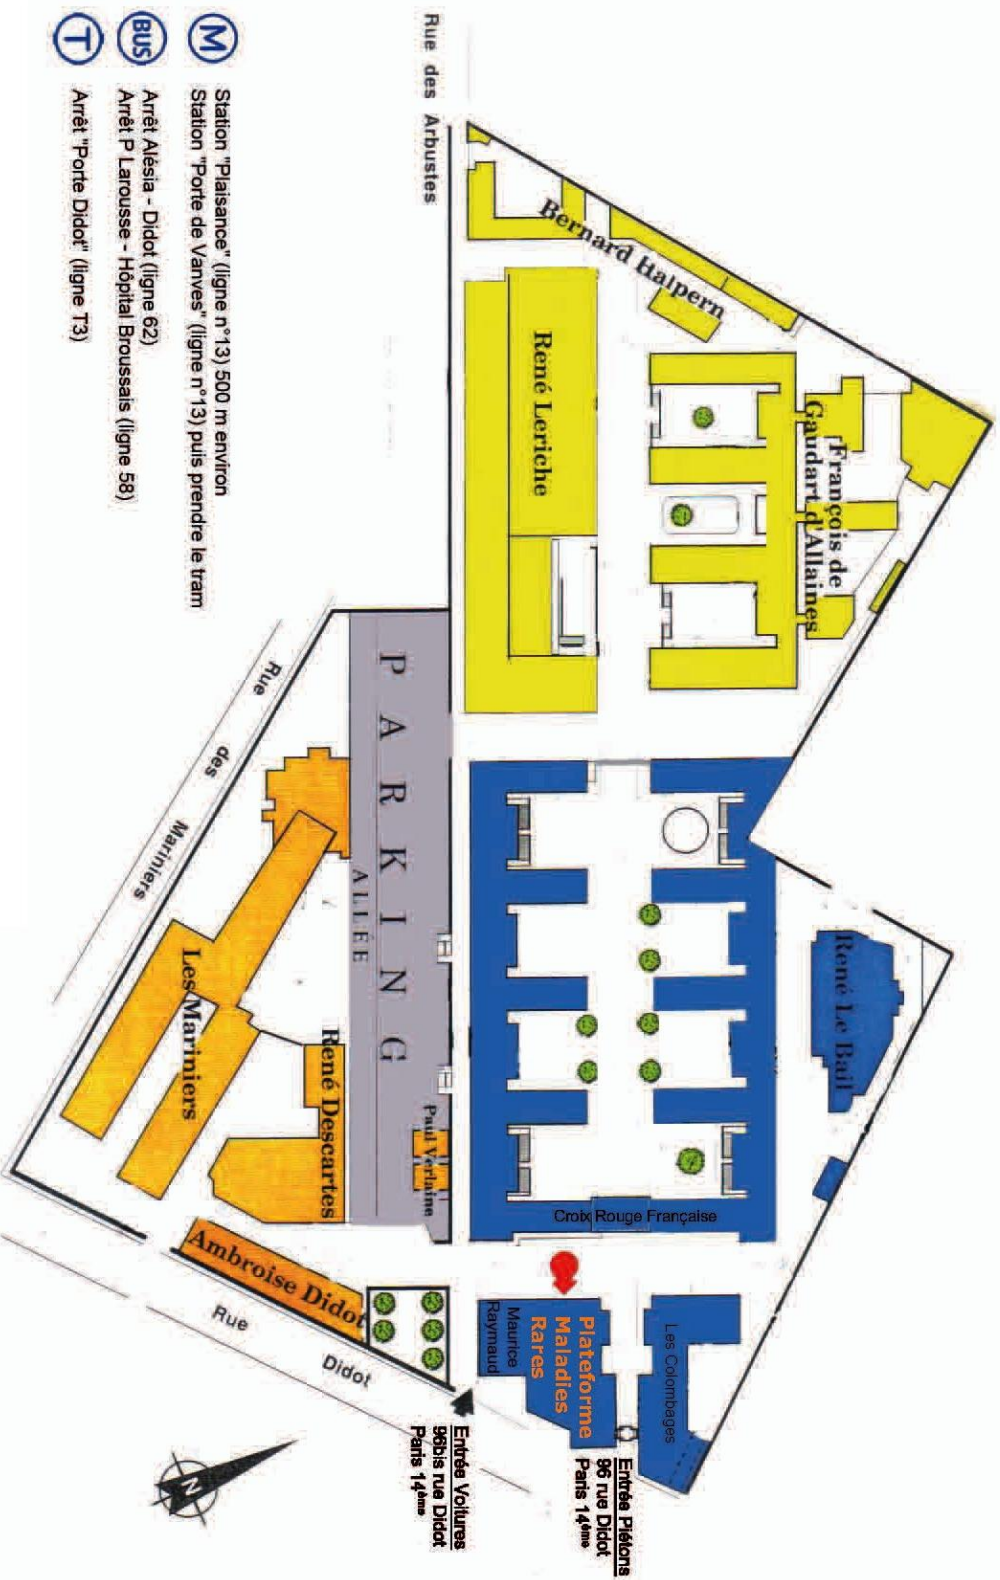 Rue des Arbustes
Bernard Halpern
René Leriche
François de
Gaudart d'Allaines
M
Station "Plaisance" (ligne n°13) 500 m environ
Station "Porte de Vanves" (ligne n°13) puis prendre le tram
BUS
Arrêt Alésia - Didot (ligne 62)
Arrêt P Larousse - Hôpital Broussais (ligne 58)
T
Arrêt "Porte Didot" (ligne T3)
PARKING
ALLÉE
Rue des Mariniers
Les Mariniers
René Descartes
Paul Verlaine
Ambroise Didot
Rue Didot
René Le Bail
Croix Rouge Française
Les Colombages
Plateforme
Maladies
Rares
Maurice
Raymaud
Entrée Piétons
96 rue Didot
Paris 14ème
Entrée Voitures
96bis rue Didot
Paris 14ème
N